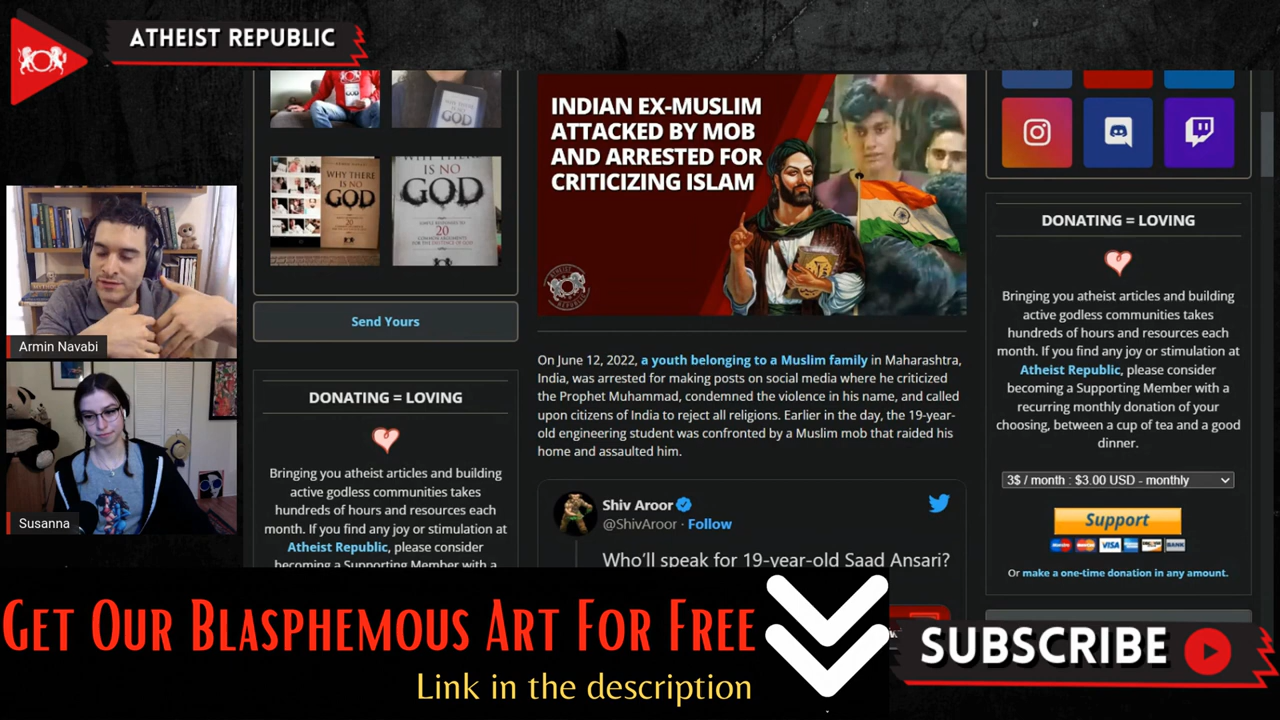 ATHEIST REPUBLIC
GOD
WHY THERE
IS NO
GOD
WHY THERE
IS NO
GOD
20
Send Yours
DONATING = LOVING
Bringing you atheist articles and building
active godless communities takes
hundreds of hours and resources each
month. If you find any joy or stimulation at
Atheist Republic, please consider
becoming a Supporting Member with a
INDIAN EX-MUSLIM
ATTACKED BY MOB
AND ARRESTED FOR
CRITICIZING ISLAM
On June 12, 2022, a youth belonging to a Muslim family in Maharashtra,
India, was arrested for making posts on social media where he criticized
the Prophet Muhammad, condemned the violence in his name, and called
upon citizens of India to reject all religions. Earlier in the day, the 19-year-
old engineering student was confronted by a Muslim mob that raided his
home and assaulted him.
Shiv Aroor
@ShivAroor · Follow
Who'll speak for 19-year-old Saad Ansari?
DONATING = LOVING
Bringing you atheist articles and building
active godless communities takes
hundreds of hours and resources each
month. If you find any joy or stimulation at
Atheist Republic, please consider
becoming a Supporting Member with a
recurring monthly donation of your
choosing, between a cup of tea and a good
dinner.
3$ / month : $3.00 USD - monthly
Support
VISA
BANK
Or make a one-time donation in any amount.
Armin Navabi
Susanna
GET OUR BLASPHEMOUS ART FOR FREE
Link in the description
SUBSCRIBE